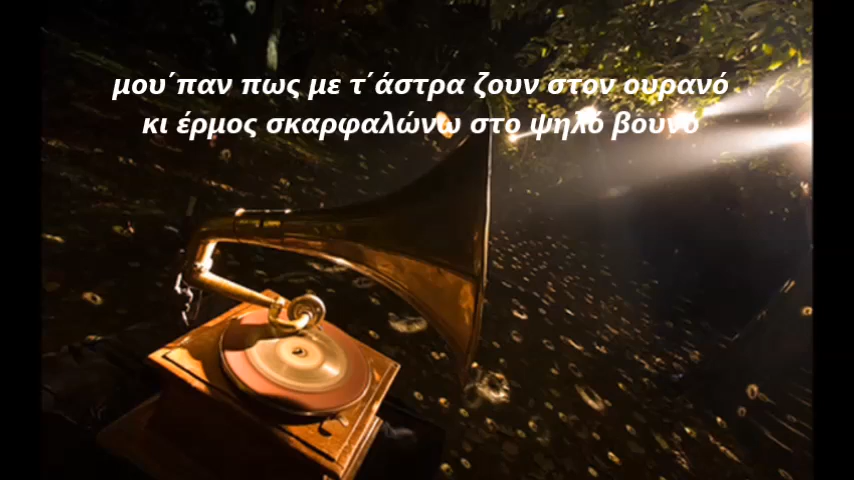 μου΄παν πως με τ΄άστρα ζουν στον ουρανό
κι έρμος σκαρφαλώνω στο ψηλό βουνό